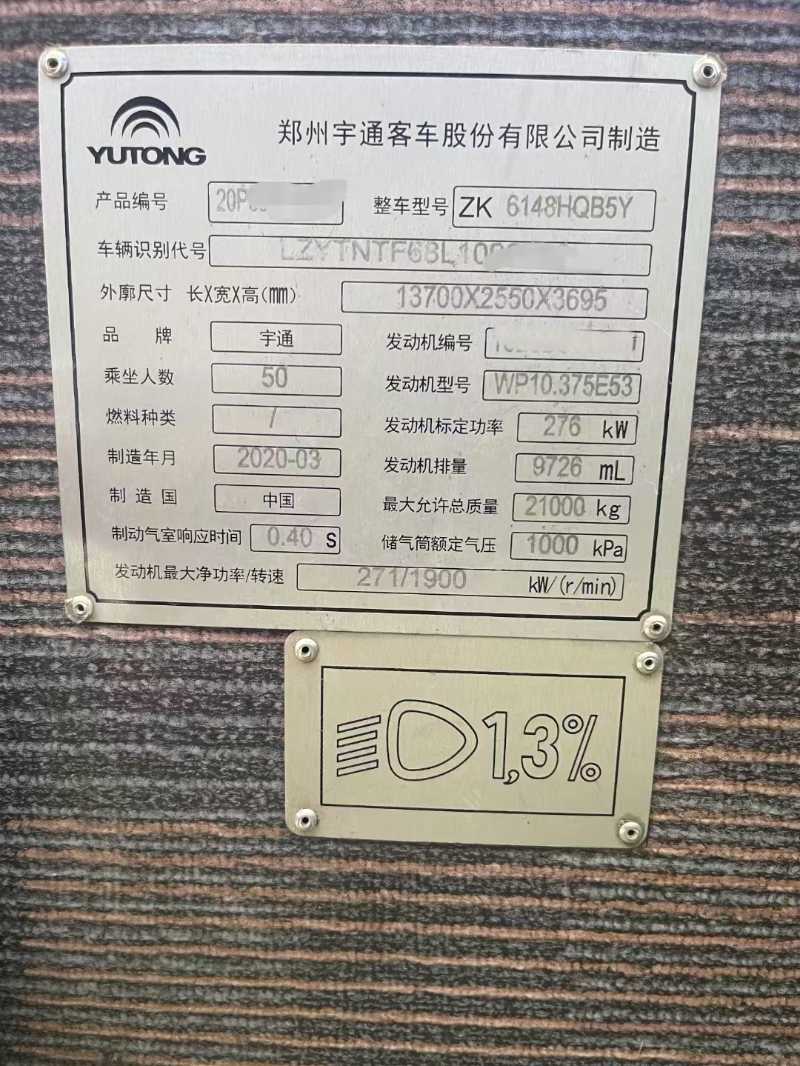 YUTONG
郑州宇通客车股份有限公司制造
产品编号 20P 整车型号 ZK 6148HQB5Y
车辆识别代号 LZYTNTF68L10
外廓尺寸 长X宽X高(mm) 13700X2550X3695
品牌 宇通 发动机编号
乘坐人数 50 发动机型号 WP10.375E53
燃料种类 / 发动机标定功率 276 kW
制造年月 2020-03 发动机排量 9726 mL
制造国 中国 最大允许总质量 21000 kg
制动气室响应时间 0.40 S 储气筒额定气压 1000 kPa
发动机最大净功率/转速 271/1900 kW/(r/min)
1,3%